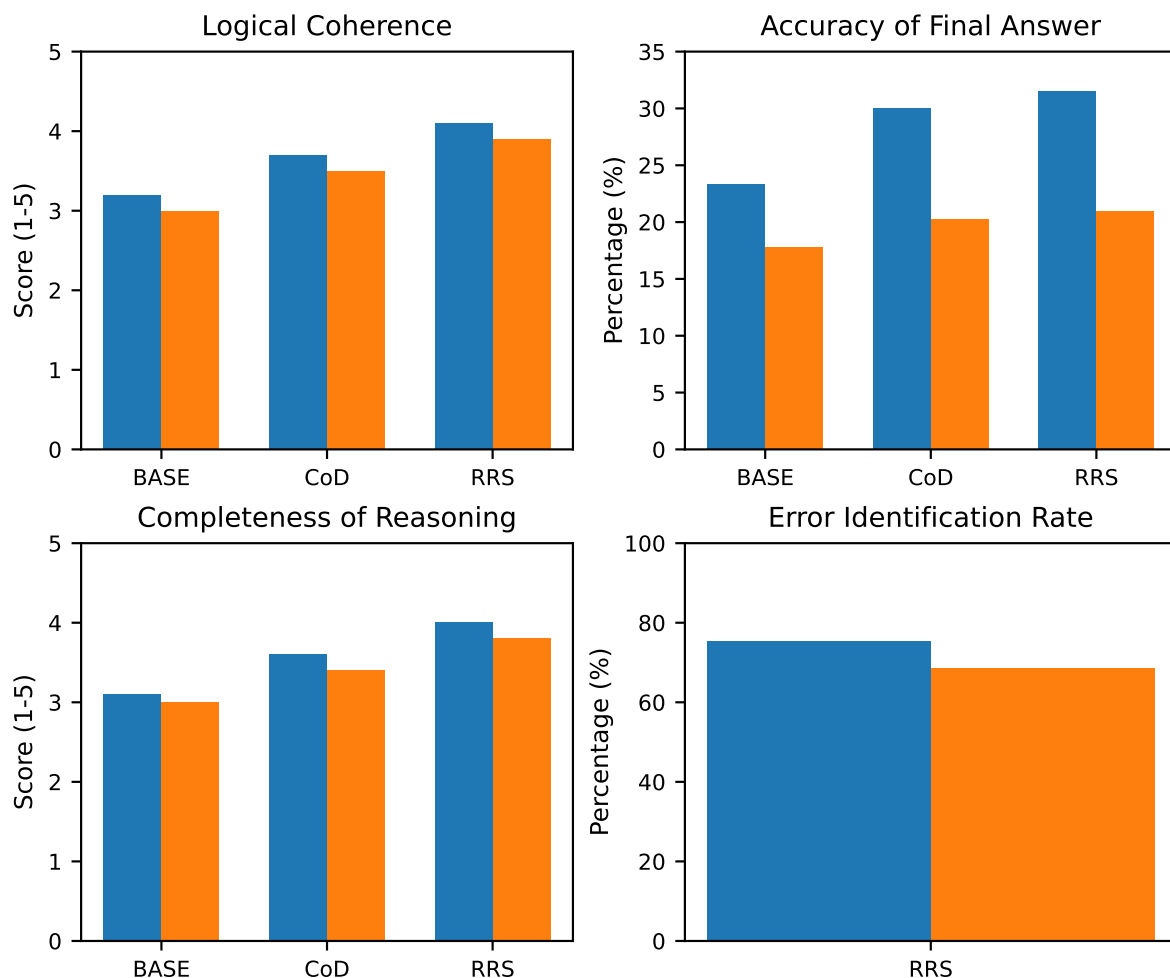 Logical Coherence
Score (1-5)
5
4
3
2
1
0
BASE CoD RRS
Accuracy of Final Answer
Percentage (%)
35
30
25
20
15
10
5
0
BASE CoD RRS
Completeness of Reasoning
Score (1-5)
5
4
3
2
1
0
BASE CoD RRS
Error Identification Rate
Percentage (%)
100
80
60
40
20
0
RRS